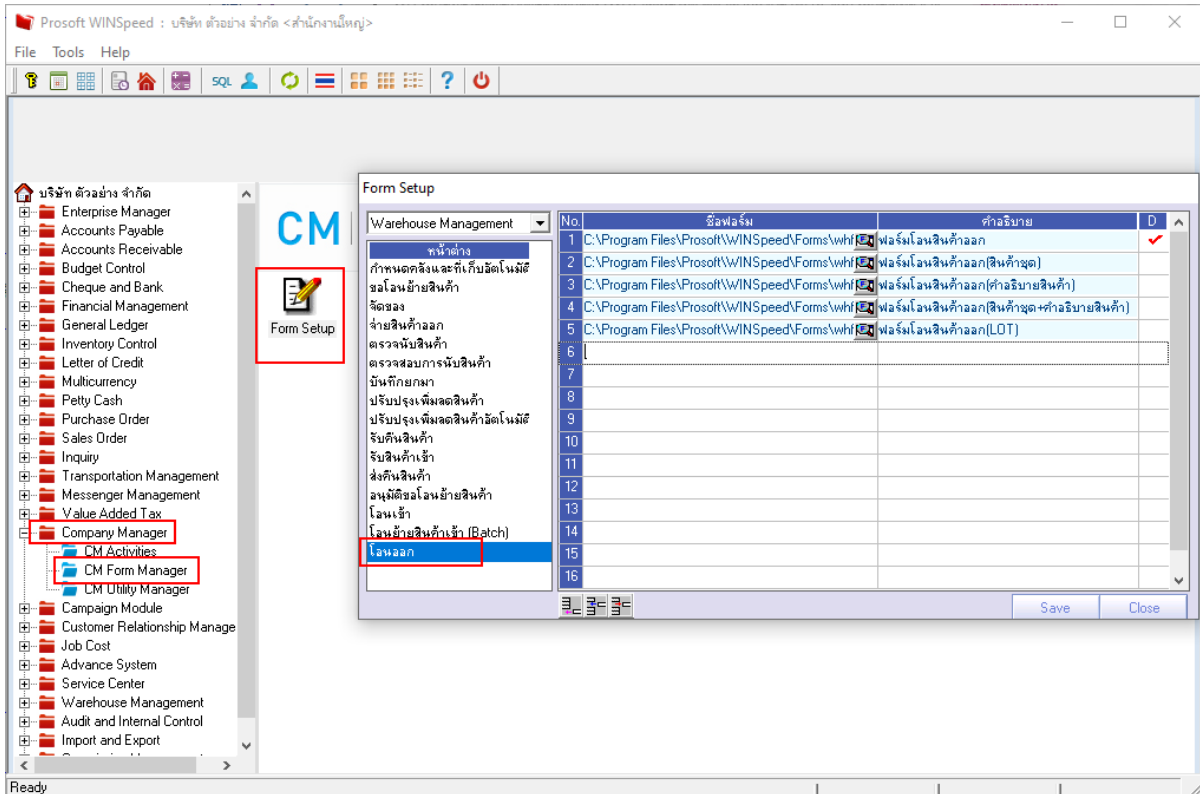 Prosoft WINSpeed : บริษัท ตัวอย่าง จำกัด <สำนักงานใหญ่>
File Tools Help
SQL
?
บริษัท ตัวอย่าง จำกัด
Enterprise Manager
Accounts Payable
Accounts Receivable
Budget Control
Cheque and Bank
Financial Management
General Ledger
Inventory Control
Letter of Credit
Multicurrency
Petty Cash
Purchase Order
Sales Order
Inquiry
Transportation Management
Messenger Management
Value Added Tax
Company Manager
CM Activities
CM Form Manager
CM Utility Manager
Campaign Module
Customer Relationship Manage
Job Cost
Advance System
Service Center
Warehouse Management
Audit and Internal Control
Import and Export
CM
Form Setup
Form Setup
Warehouse Management
หน้าต่าง
กำหนดคลังและที่เก็บอัตโนมัติ
ขอโอนย้ายสินค้า
จัดของ
จ่ายสินค้าออก
ตรวจนับสินค้า
ตรวจสอบการนับสินค้า
บันทึกยกมา
ปรับปรุงเพิ่มลดสินค้า
ปรับปรุงเพิ่มลดสินค้าอัตโนมัติ
รับคืนสินค้า
รับสินค้าเข้า
ส่งคืนสินค้า
อนุมัติขอโอนย้ายสินค้า
โอนเข้า
โอนย้ายสินค้าเข้า (Batch)
โอนออก
No. ชื่อฟอร์ม คำอธิบาย D
1 C:\Program Files\Prosoft\WINSpeed\Forms\whf ฟอร์มโอนสินค้าออก
2 C:\Program Files\Prosoft\WINSpeed\Forms\whf ฟอร์มโอนสินค้าออก(สินค้าชุด)
3 C:\Program Files\Prosoft\WINSpeed\Forms\whf ฟอร์มโอนสินค้าออก(คำอธิบายสินค้า)
4 C:\Program Files\Prosoft\WINSpeed\Forms\whf ฟอร์มโอนสินค้าออก(สินค้าชุด+คำอธิบายสินค้า)
5 C:\Program Files\Prosoft\WINSpeed\Forms\whf ฟอร์มโอนสินค้าออก(LOT)
6
7
8
9
10
11
12
13
14
15
16
Save Close
Ready